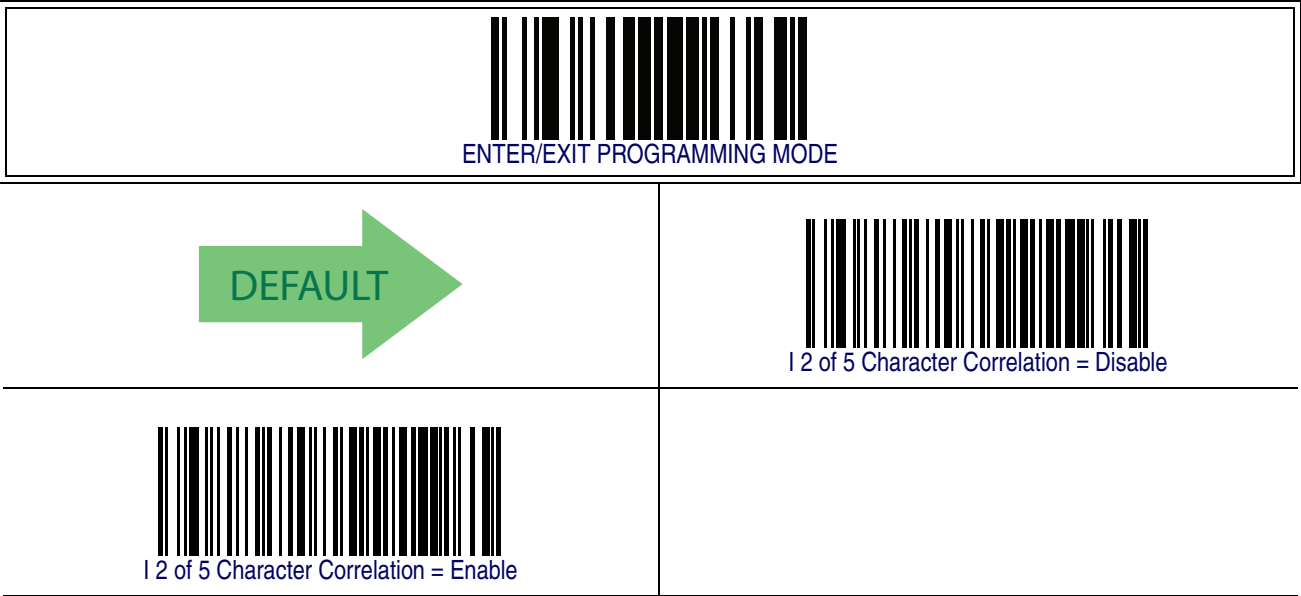 ENTER/EXIT PROGRAMMING MODE
DEFAULT
I 2 of 5 Character Correlation = Disable
I 2 of 5 Character Correlation = Enable